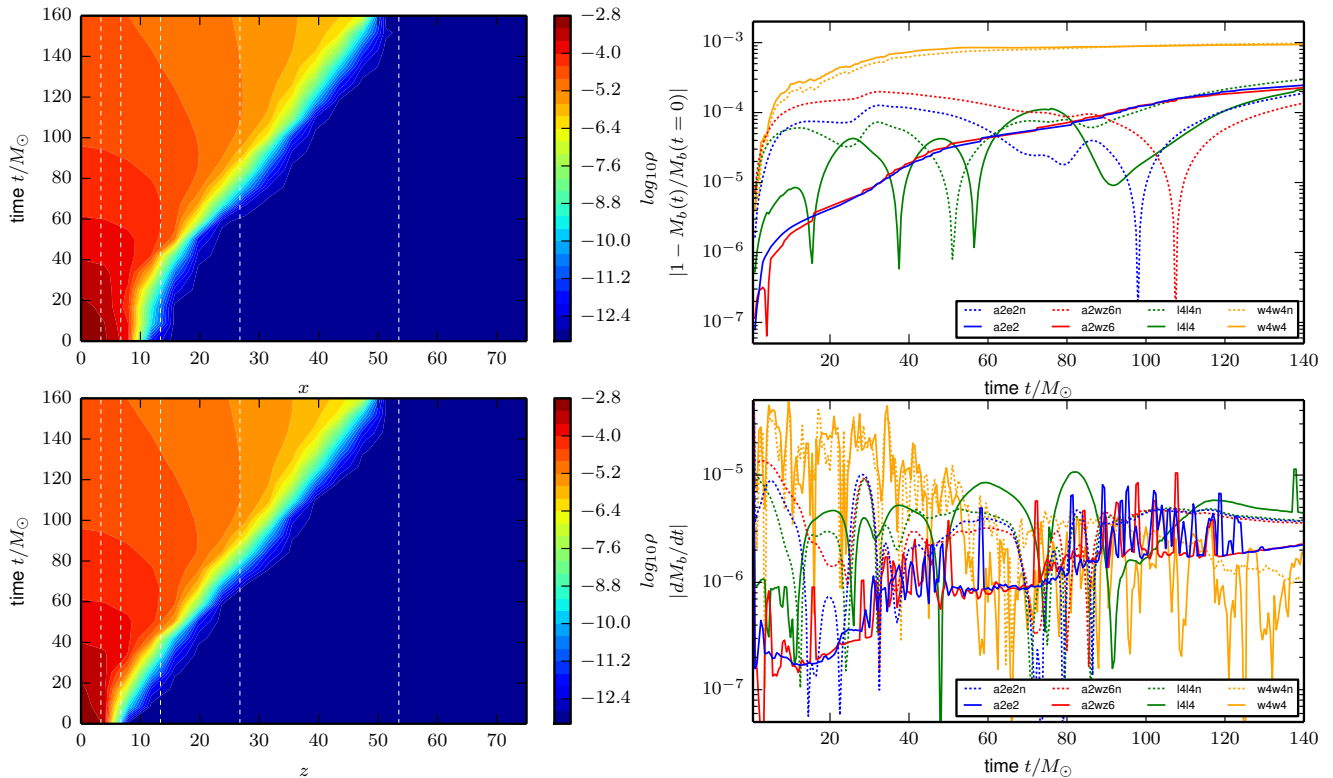 160
140
120
100
80
60
40
20
0
time t/M⊙
0 10 20 30 40 50 60 70
x
−2.8
−4.0
−5.2
−6.4
−7.6
−8.8
−10.0
−11.2
−12.4
log₁₀ρ
160
140
120
100
80
60
40
20
0
time t/M⊙
0 10 20 30 40 50 60 70
z
−2.8
−4.0
−5.2
−6.4
−7.6
−8.8
−10.0
−11.2
−12.4
log₁₀ρ
10⁻³
10⁻⁴
10⁻⁵
10⁻⁶
10⁻⁷
|1 − M_b(t)/M_b(t = 0)|
a2e2n a2wz6n l4l4n w4w4n
a2e2 a2wz6 l4l4 w4w4
20 40 60 80 100 120 140
time t/M⊙
10⁻⁵
10⁻⁶
10⁻⁷
|dM_b/dt|
a2e2n a2wz6n l4l4n w4w4n
a2e2 a2wz6 l4l4 w4w4
20 40 60 80 100 120 140
time t/M⊙